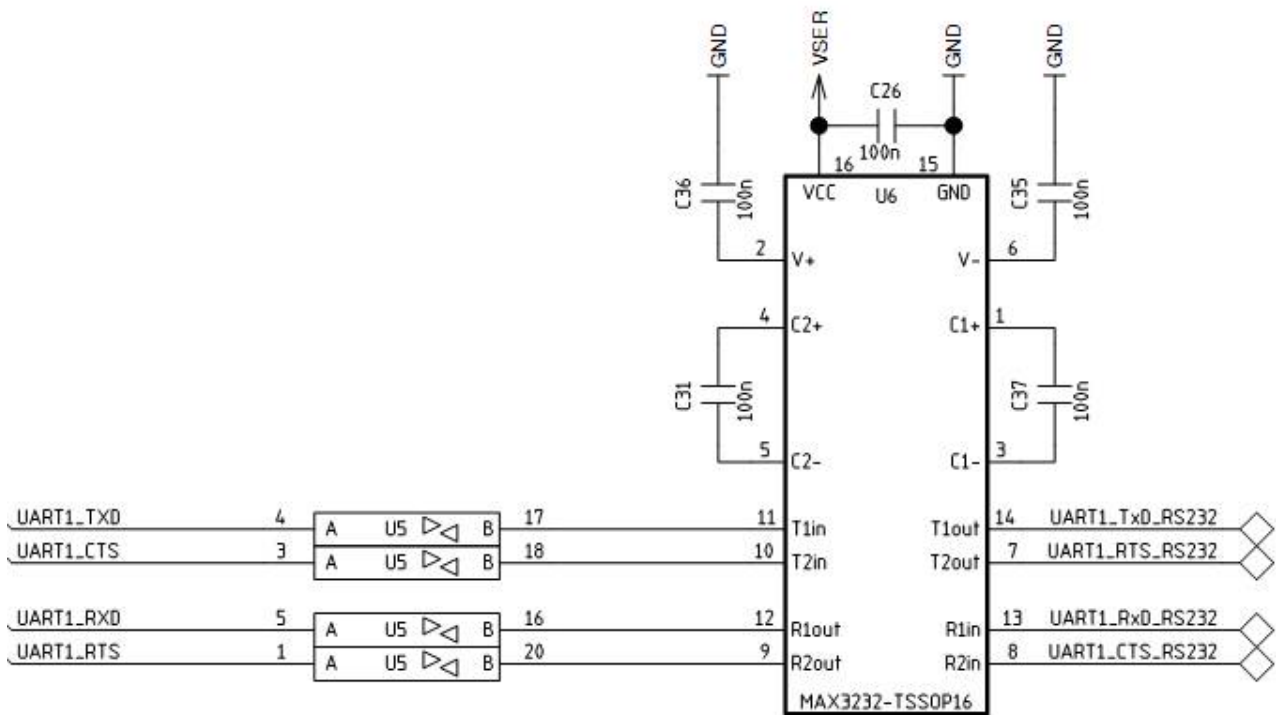 GND
VSER
GND
GND
C26
100n
16
15
C36
100n
VCC
U6
GND
C35
100n
2
V+
V-
6
4
C2+
C1+
1
C31
100n
C37
100n
5
C2-
C1-
3
UART1_TXD 4 A U5 B 17 11 T1in T1out 14 UART1_TxD_RS232
UART1_CTS 3 A U5 B 18 10 T2in T2out 7 UART1_RTS_RS232
UART1_RXD 5 A U5 B 16 12 R1out R1in 13 UART1_RxD_RS232
UART1_RTS 1 A U5 B 20 9 R2out R2in 8 UART1_CTS_RS232
MAX3232-TSSOP16